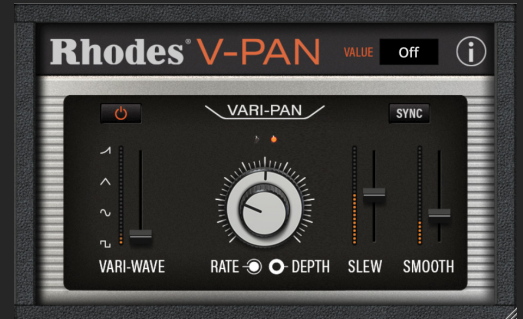 Rhodes® V-PAN VALUE Off i
VARI-PAN SYNC
VARI-WAVE RATE DEPTH SLEW SMOOTH